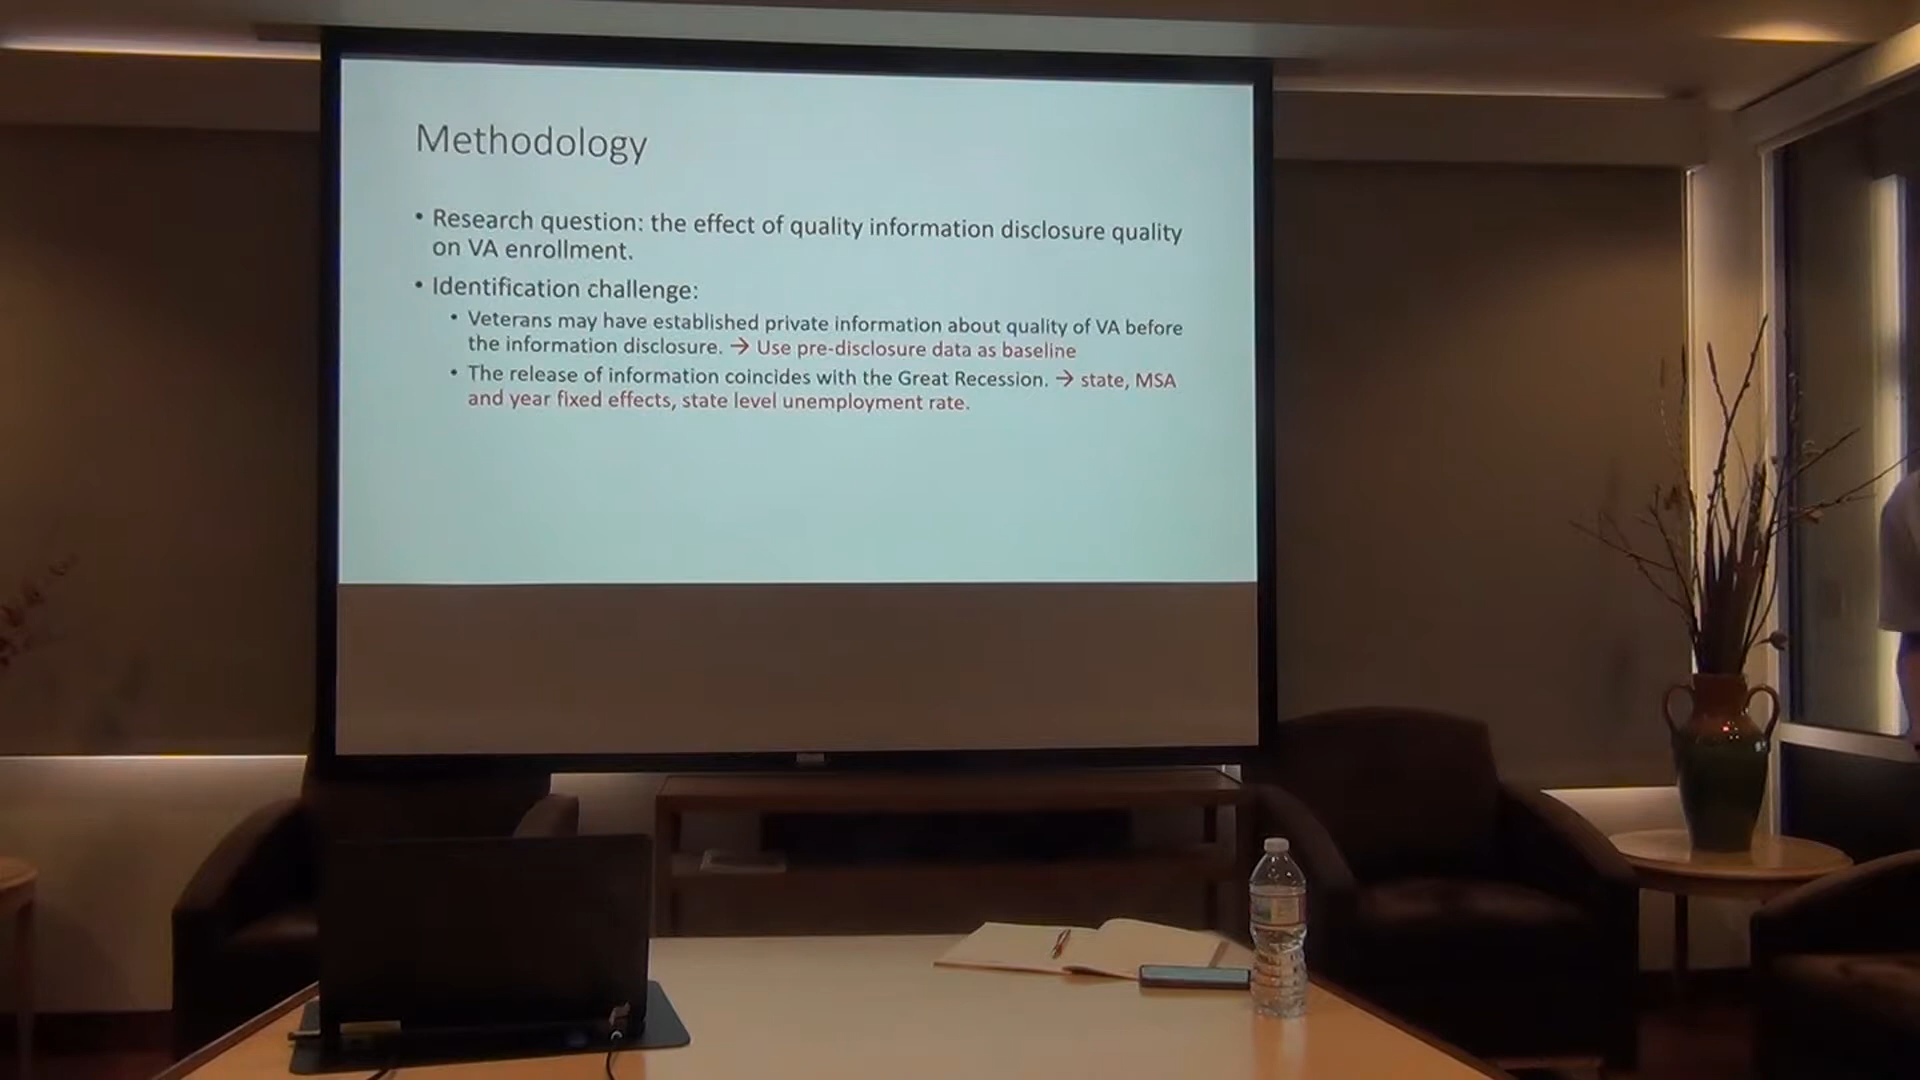 Methodology
• Research question: the effect of quality information disclosure quality
on VA enrollment.
• Identification challenge:
• Veterans may have established private information about quality of VA before
the information disclosure. → Use pre-disclosure data as baseline
• The release of information coincides with the Great Recession. → state, MSA
and year fixed effects, state level unemployment rate.